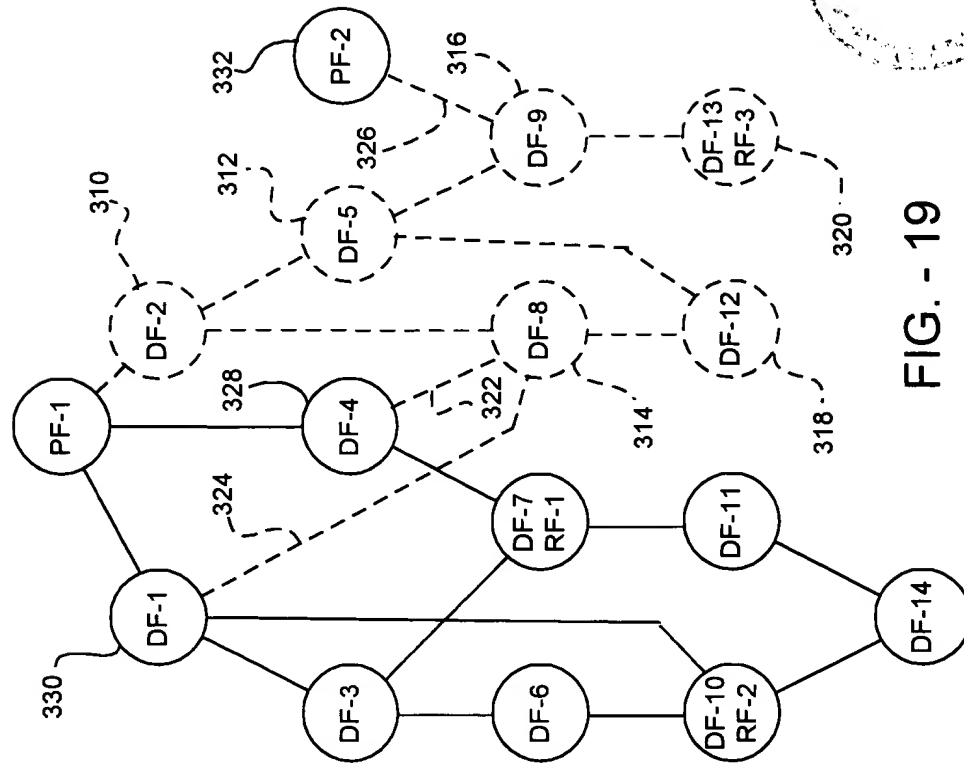 PF-1
330
DF-1
DF-2
310
328
DF-4
324
DF-3
DF-7
RF-1
322
DF-8
314
DF-5
312
332
PF-2
326
316
DF-9
DF-6
DF-10
RF-2
DF-11
DF-12
318
DF-13
RF-3
320
DF-14
FIG. - 19